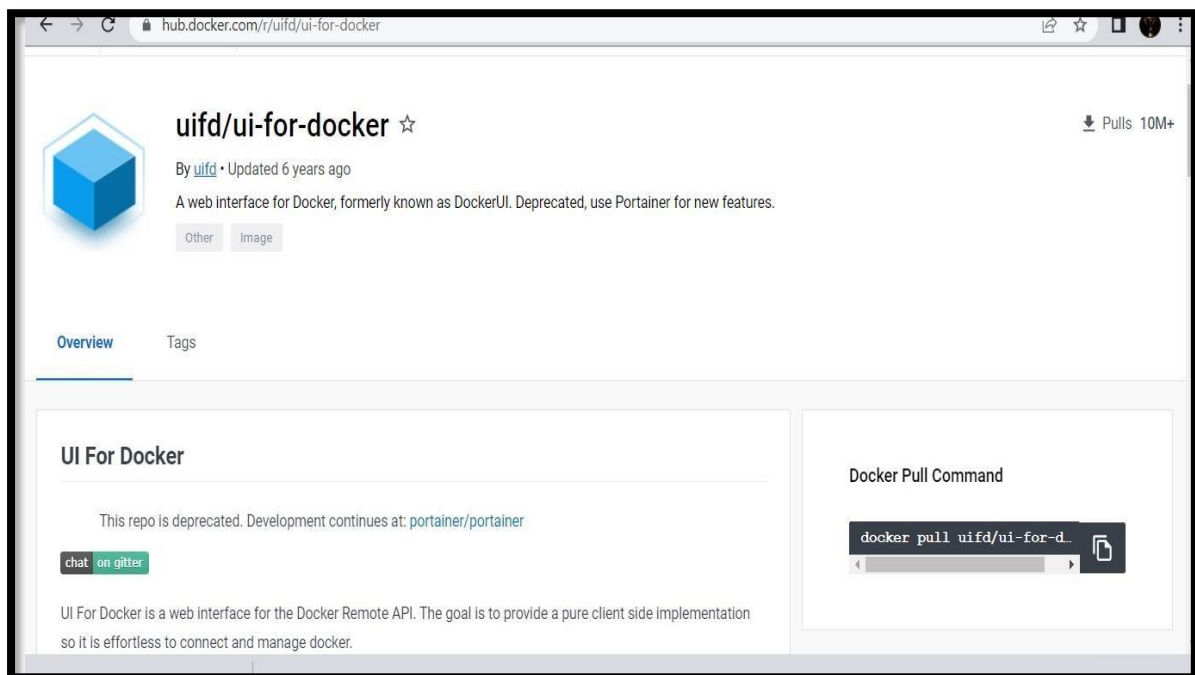 hub.docker.com/r/uifd/ui-for-docker
uifd/ui-for-docker
Pulls 10M+
By uifd • Updated 6 years ago
A web interface for Docker, formerly known as DockerUI. Deprecated, use Portainer for new features.
Other Image
Overview Tags
UI For Docker
This repo is deprecated. Development continues at: portainer/portainer
chat on gitter
UI For Docker is a web interface for the Docker Remote API. The goal is to provide a pure client side implementation
so it is effortless to connect and manage docker.
Docker Pull Command
docker pull uifd/ui-for-d…